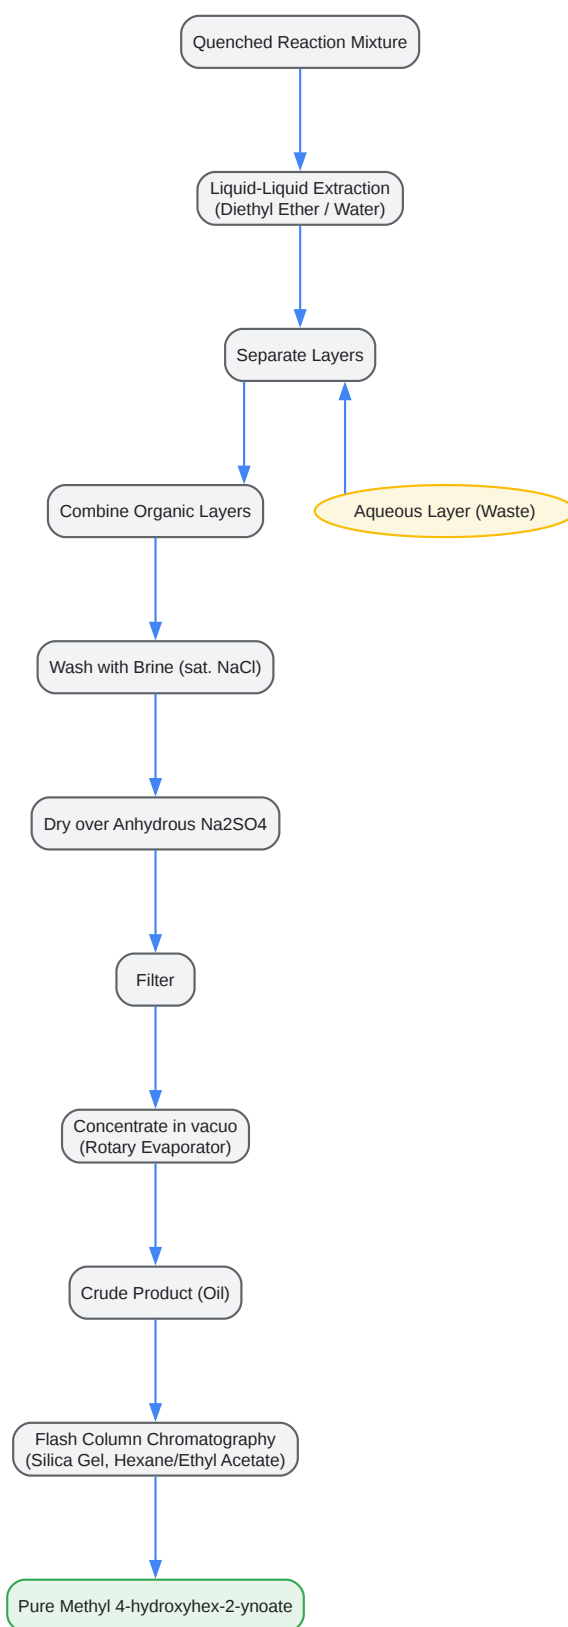 Quenched Reaction Mixture
Liquid-Liquid Extraction
(Diethyl Ether / Water)
Separate Layers
Combine Organic Layers
Aqueous Layer (Waste)
Wash with Brine (sat. NaCl)
Dry over Anhydrous Na2SO4
Filter
Concentrate in vacuo
(Rotary Evaporator)
Crude Product (Oil)
Flash Column Chromatography
(Silica Gel, Hexane/Ethyl Acetate)
Pure Methyl 4-hydroxyhex-2-ynoate